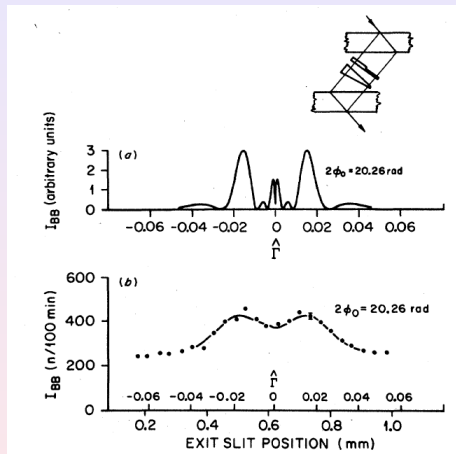 3
(a)
2
2ϕ₀ = 20.26 rad
1
0
I_BB (arbitrary units)
-0.06 -0.04 -0.02 0 0.02 0.04 0.06
Γ̂
600
(b)
2ϕ₀ = 20.26 rad
400
200
I_BB (n/100 min)
Γ̂
-0.06 -0.04 -0.02 0 0.02 0.04 0.06
0
0.2 0.4 0.6 0.8 1.0
EXIT SLIT POSITION (mm)